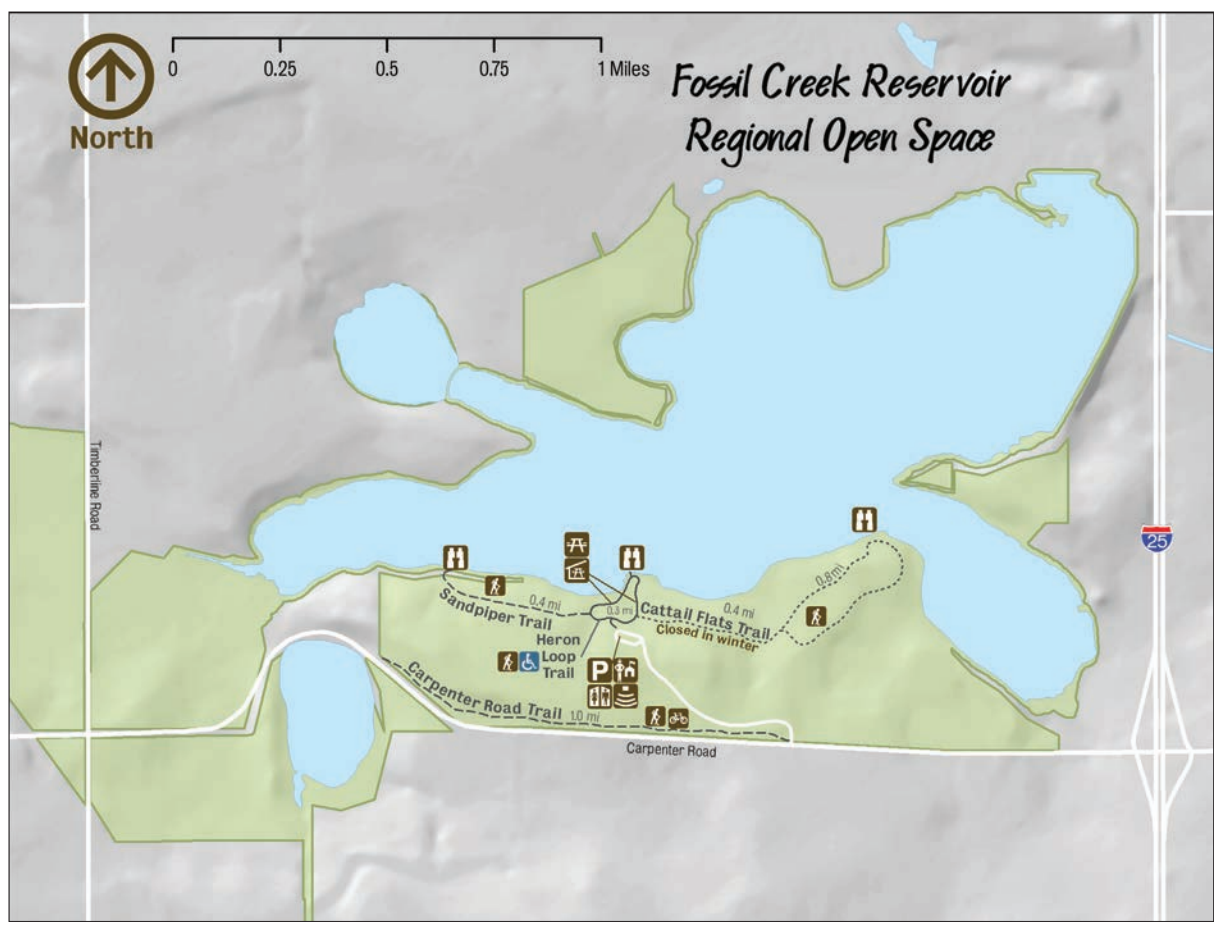 Fossil Creek Reservoir
Regional Open Space
North
0 0.25 0.5 0.75 1 Miles
Timberline Road
25
0.8 mi
0.4 mi
0.3 mi
0.4 mi
Sandpiper Trail
Cattail Flats Trail
Closed in winter
Heron
Loop
Trail
P
Carpenter Road Trail
1.0 mi
Carpenter Road